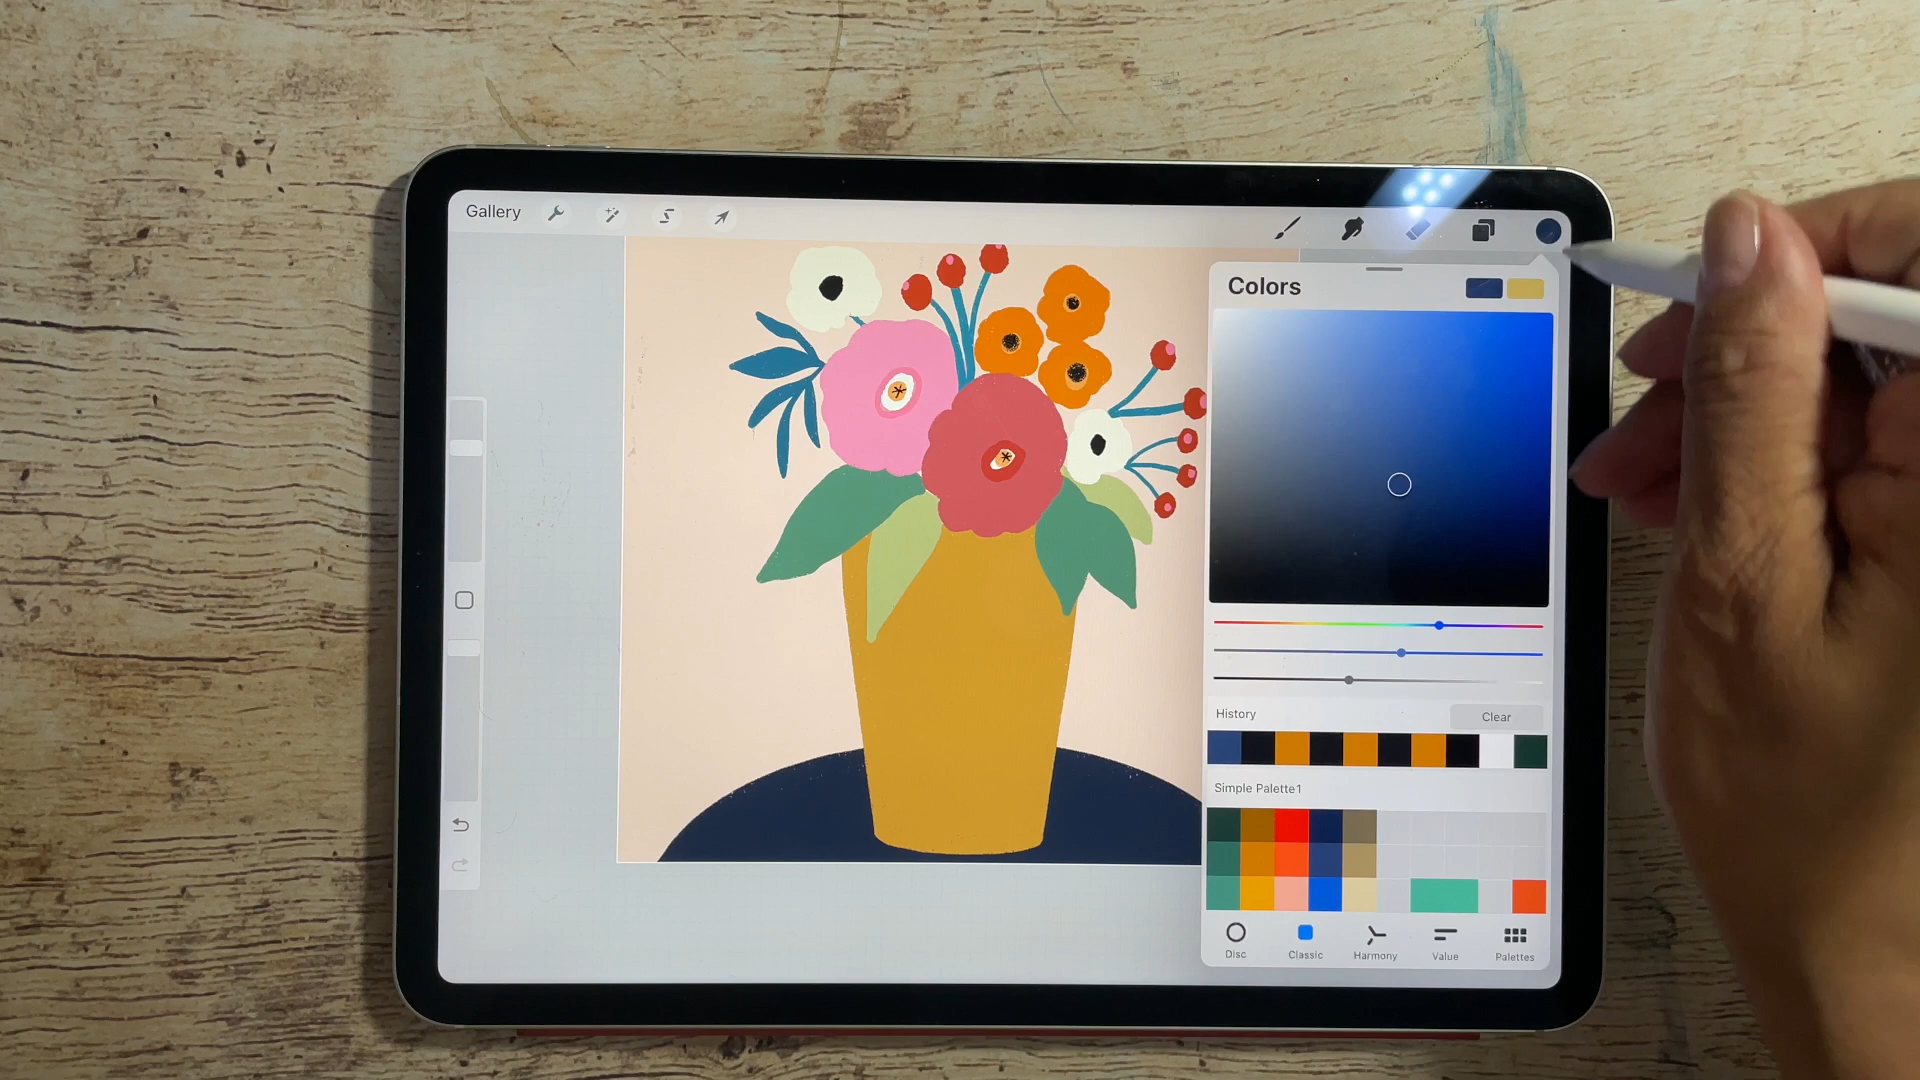 Gallery
Colors
History
Clear
Simple Palette1
Disc
Classic
Harmony
Value
Palettes